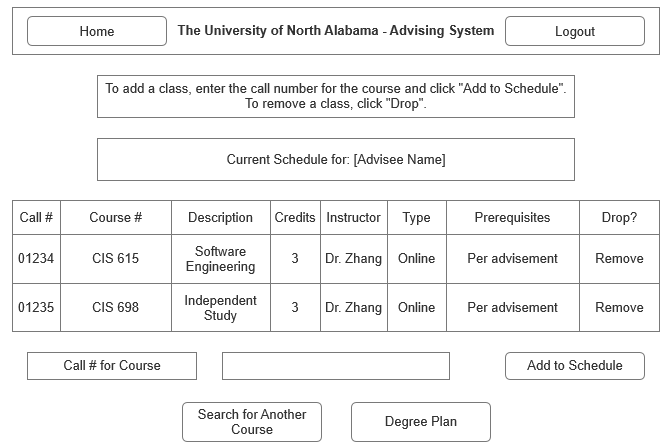 Home The University of North Alabama - Advising System Logout
To add a class, enter the call number for the course and click "Add to Schedule".
To remove a class, click "Drop".
Current Schedule for: [Advisee Name]
Call # Course # Description Credits Instructor Type Prerequisites Drop?
01234 CIS 615 Software Engineering 3 Dr. Zhang Online Per advisement Remove
01235 CIS 698 Independent Study 3 Dr. Zhang Online Per advisement Remove
Call # for Course Add to Schedule
Search for Another
Course
Degree Plan